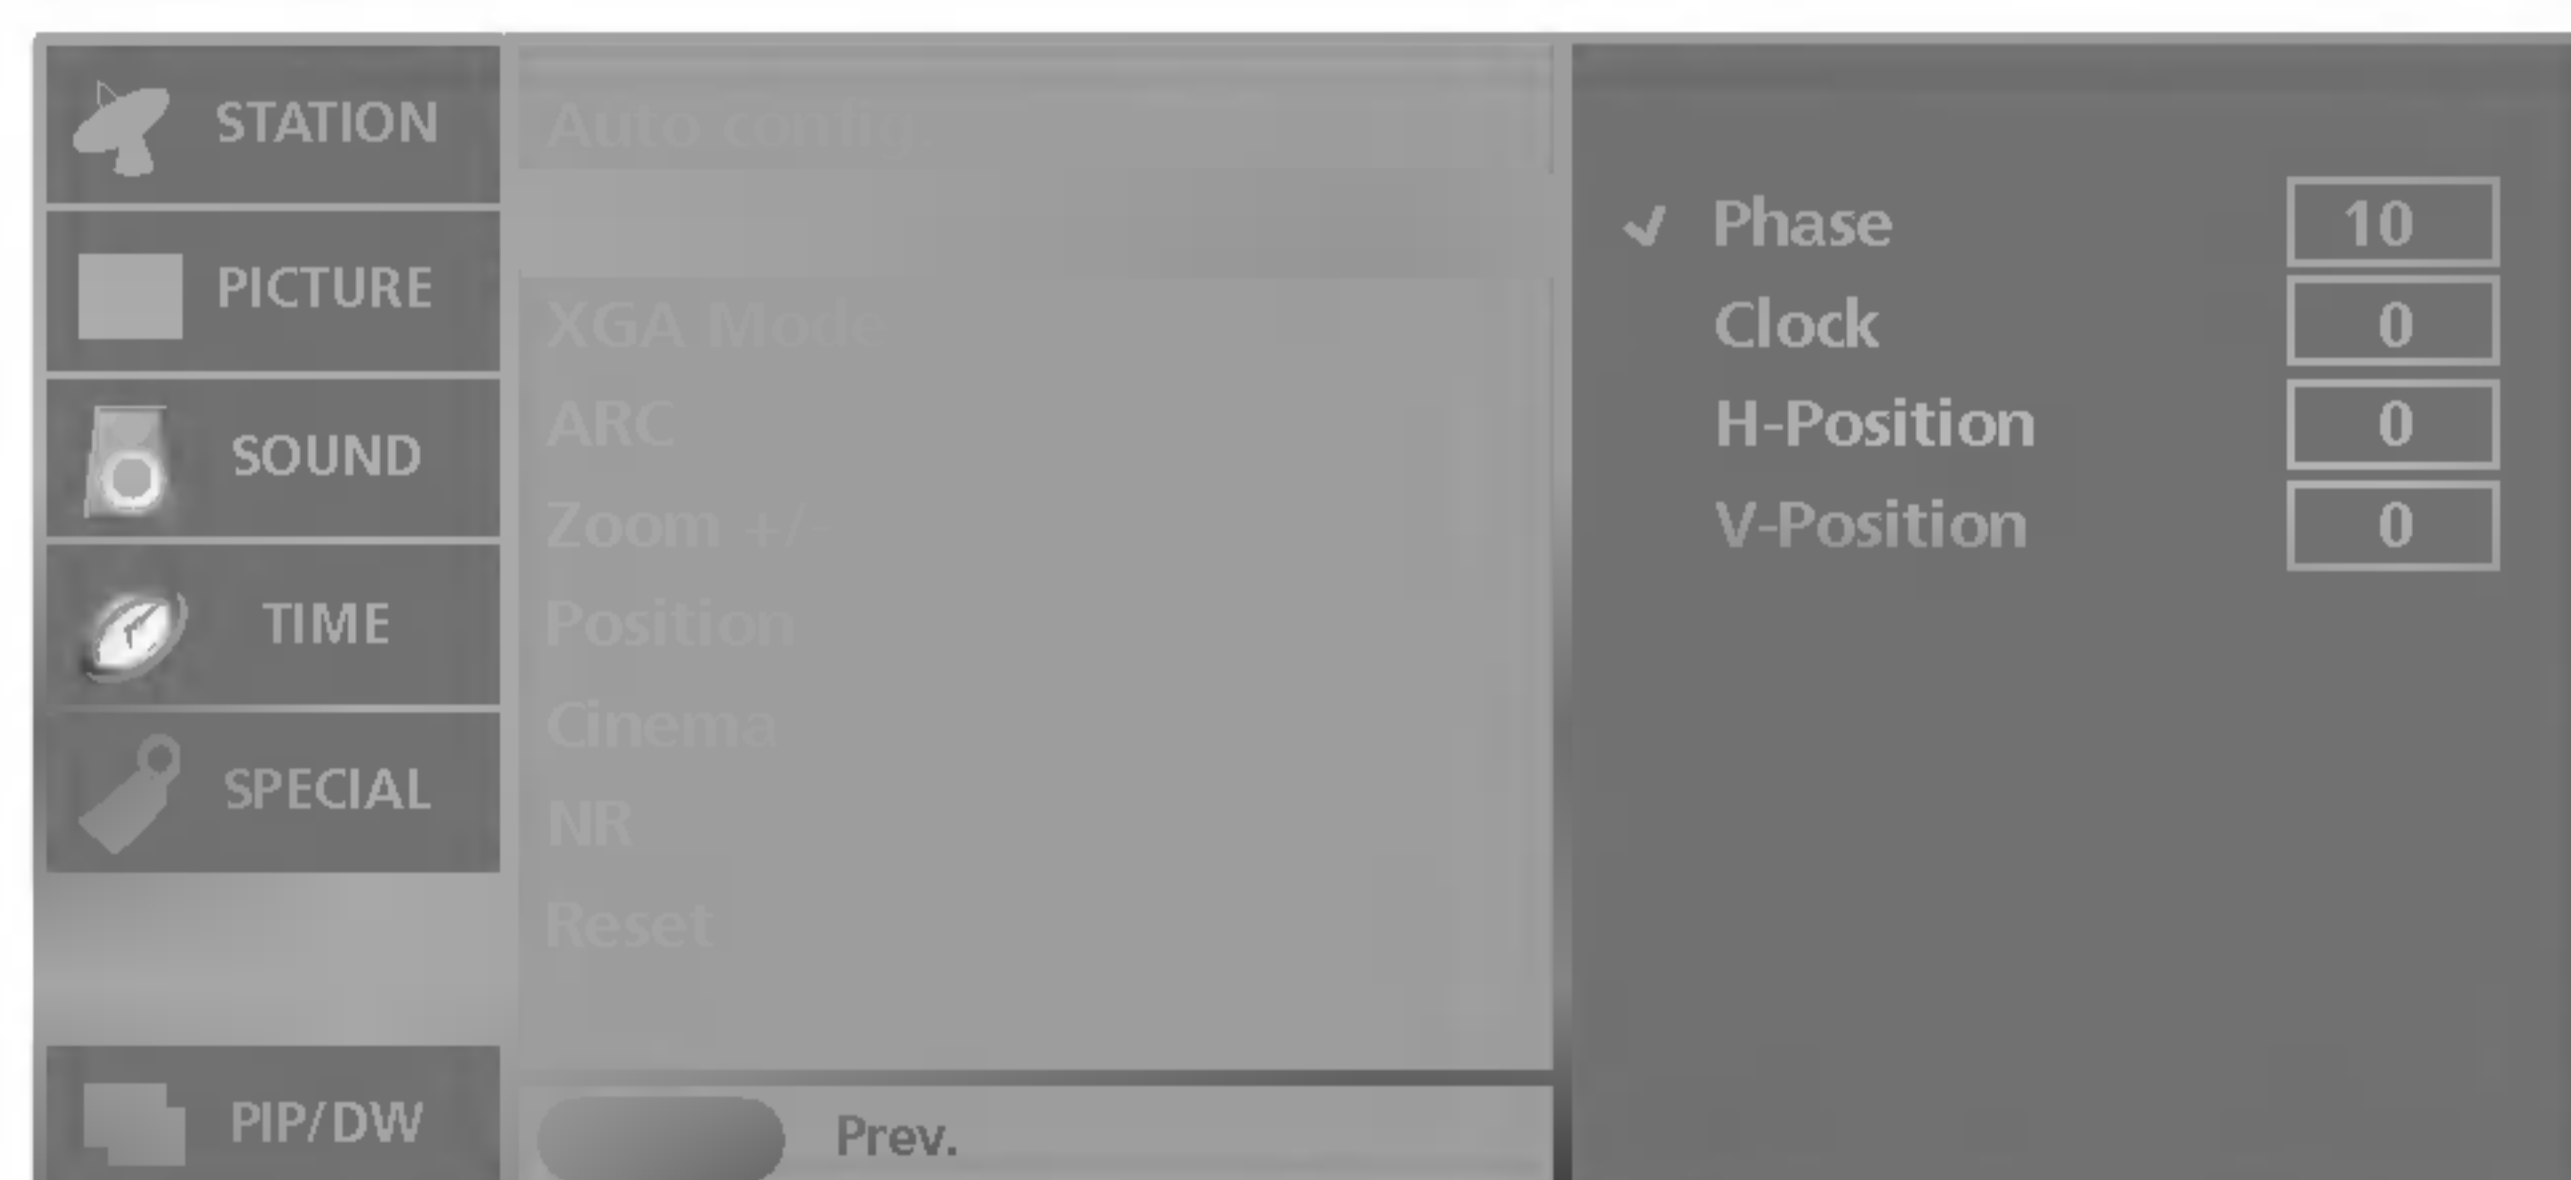 STATION
PICTURE
SOUND
TIME
SPECIAL
PIP/DW
Auto config.
XGA Mode
ARC
Zoom +/-
Position
Cinema
NR
Reset
Prev.
Phase 10
Clock 0
H-Position 0
V-Position 0